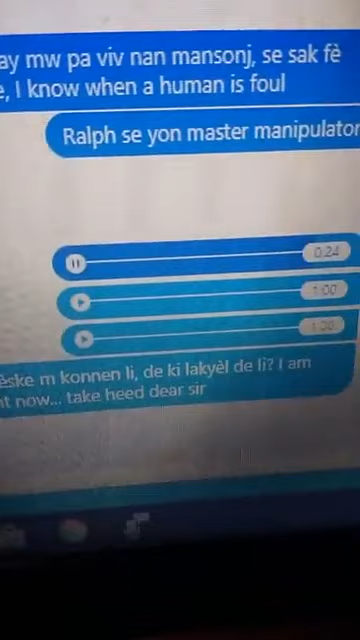 ay mw pa viv nan mansonj, se sak fè
e, I know when a human is foul
Ralph se yon master manipulator
0:24
1:00
1:00
èske m konnen li, de ki lakyèl de li? I am
nt now... take heed dear sir